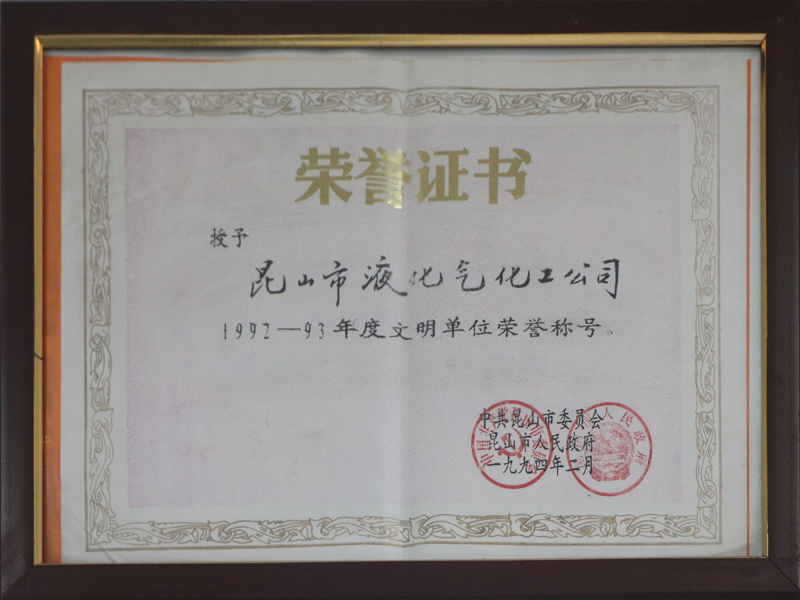 荣誉证书
授予
昆山市液化气化工公司
1992—93年度文明单位荣誉称号。
中共昆山市委员会
昆山市人民政府
一九九四年二月